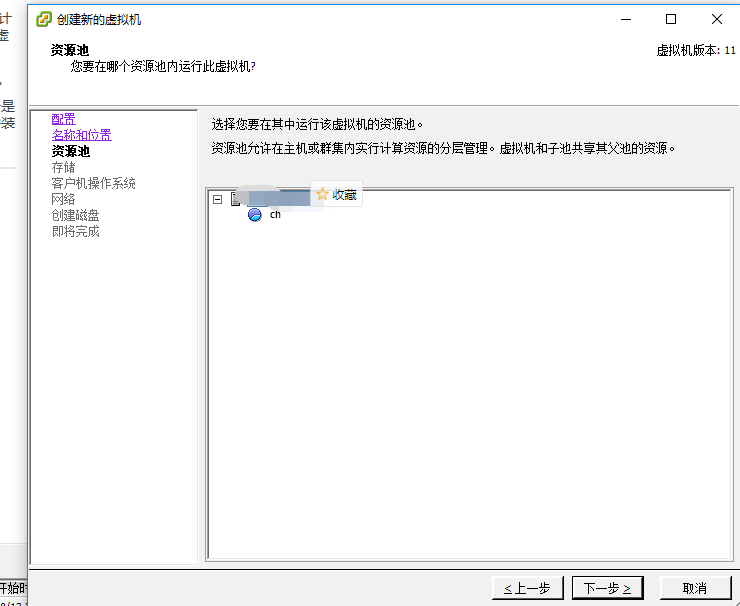 计
创建新的虚拟机
虚
资源池
您要在哪个资源池内运行此虚拟机?
虚拟机版本: 11
是
装
配置
名称和位置
资源池
存储
客户机操作系统
网络
创建磁盘
即将完成
选择您要在其中运行该虚拟机的资源池。
资源池允许在主机或群集内实行计算资源的分层管理。虚拟机和子池共享其父池的资源。
收藏
ch
开始时
< 上一步
下一步 >
取消